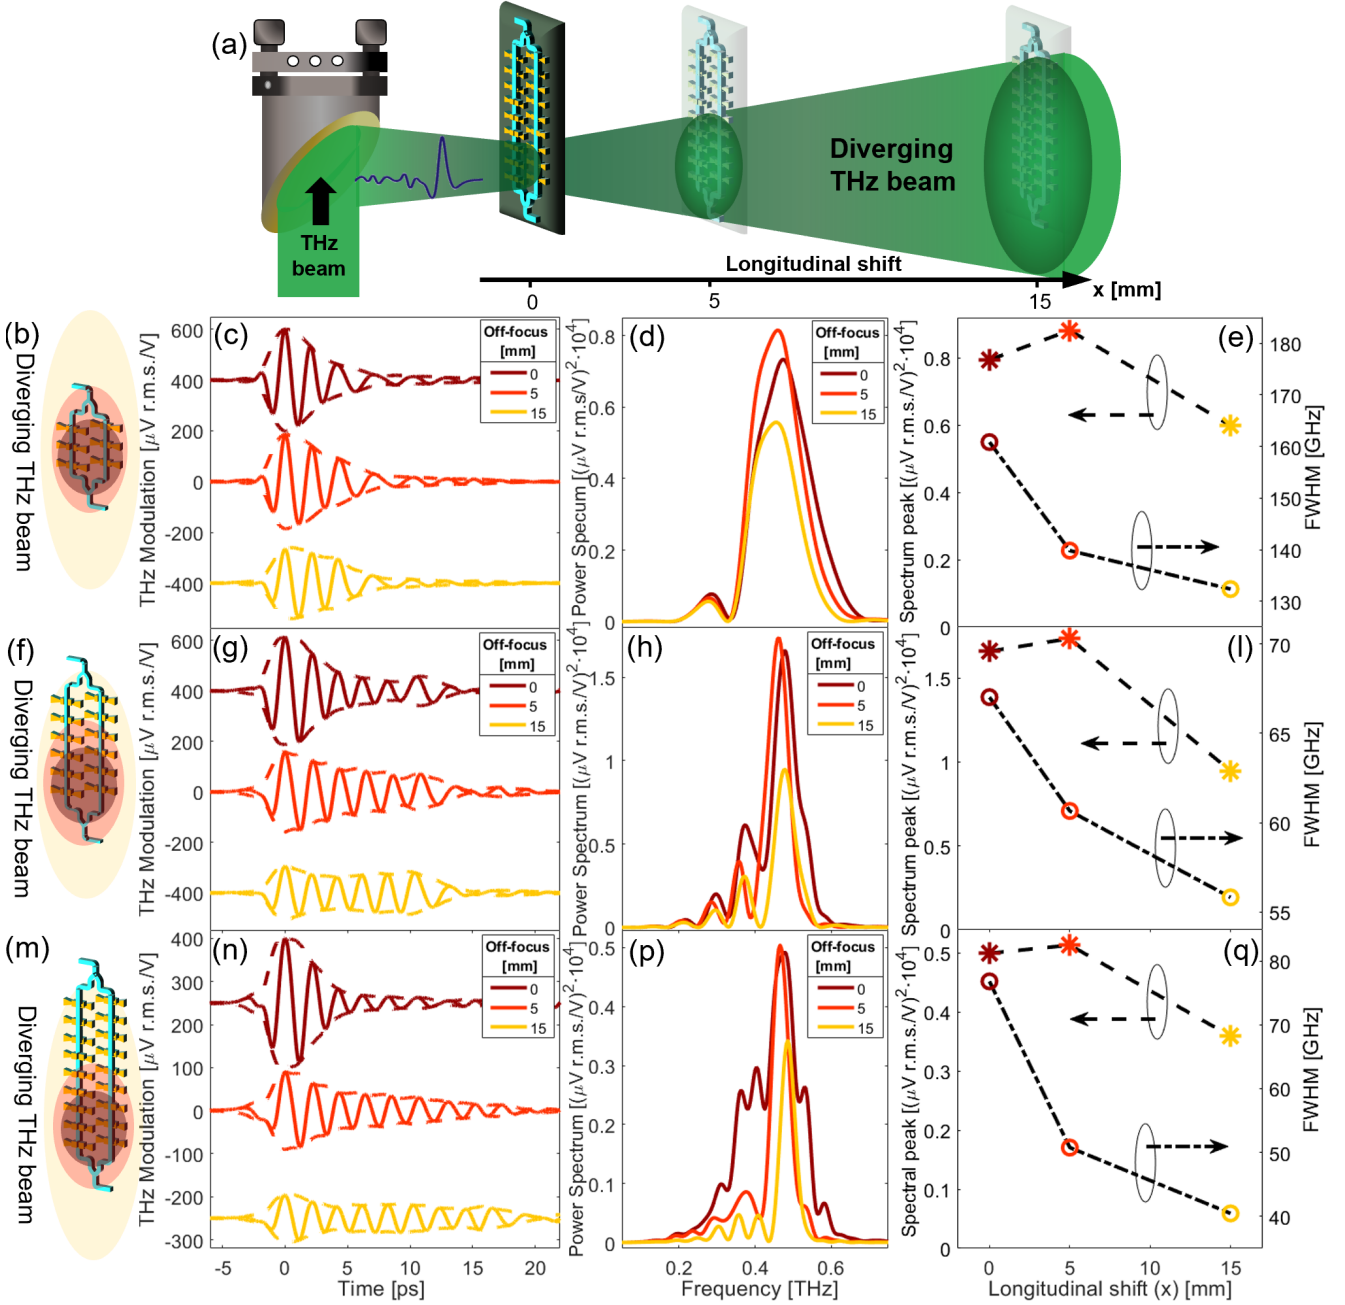 (a)
THz
beam
Diverging
THz beam
Longitudinal shift
x [mm]
0
5
15
(b)
Diverging THz beam
(c)
THz Modulation [μV r.m.s./V]
600
400
200
0
-200
-400
Off-focus
[mm]
0
5
15
(d)
Power Specum [(μV r.m.s/V)²·10⁴]
0.8
0.6
0.4
0.2
0
Off-focus
[mm]
0
5
15
(e)
Spectrum peak [(μV r.m.s./V)²·10⁴]
0.8
0.6
0.4
0.2
0
FWHM [GHz]
180
170
160
150
140
130
(f)
Diverging THz beam
(g)
THz Modulation [μV r.m.s./V]
600
400
200
0
-200
-400
Off-focus
[mm]
0
5
15
(h)
Power Spectrum [(μV r.m.s./V)²·10⁴]
1.5
1
0.5
0
Off-focus
[mm]
0
5
15
(l)
Spectrum peak [(μV r.m.s./V)²·10⁴]
1.5
1
0.5
0
FWHM [GHz]
70
65
60
55
(m)
Diverging THz beam
(n)
THz Modulation [μV r.m.s./V]
400
300
200
100
0
-100
-200
-300
Off-focus
[mm]
0
5
15
-5
0
5
10
15
20
Time [ps]
(p)
Power Spectrum [(μV r.m.s./V)²·10⁴]
0.5
0.4
0.3
0.2
0.1
0
Off-focus
[mm]
0
5
15
0.2
0.4
0.6
Frequency [THz]
(q)
Spectral peak [(μV r.m.s./V)²·10⁴]
0.5
0.4
0.3
0.2
0.1
0
FWHM [GHz]
80
70
60
50
40
0
5
10
15
Longitudinal shift (x) [mm]